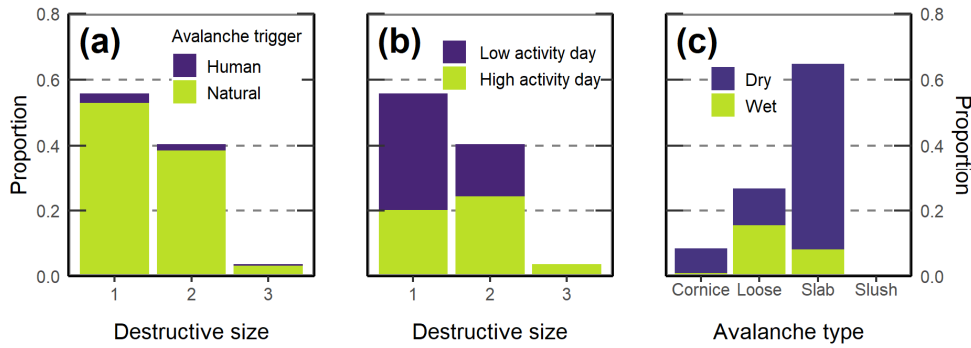 0.8
0.6
0.4
0.2
0.0
Proportion
(a)
Avalanche trigger
Human
Natural
1 2 3
Destructive size
(b)
Low activity day
High activity day
1 2 3
Destructive size
(c)
Dry
Wet
Cornice Loose Slab Slush
Avalanche type
0.8
0.6
0.4
0.2
0.0
Proportion